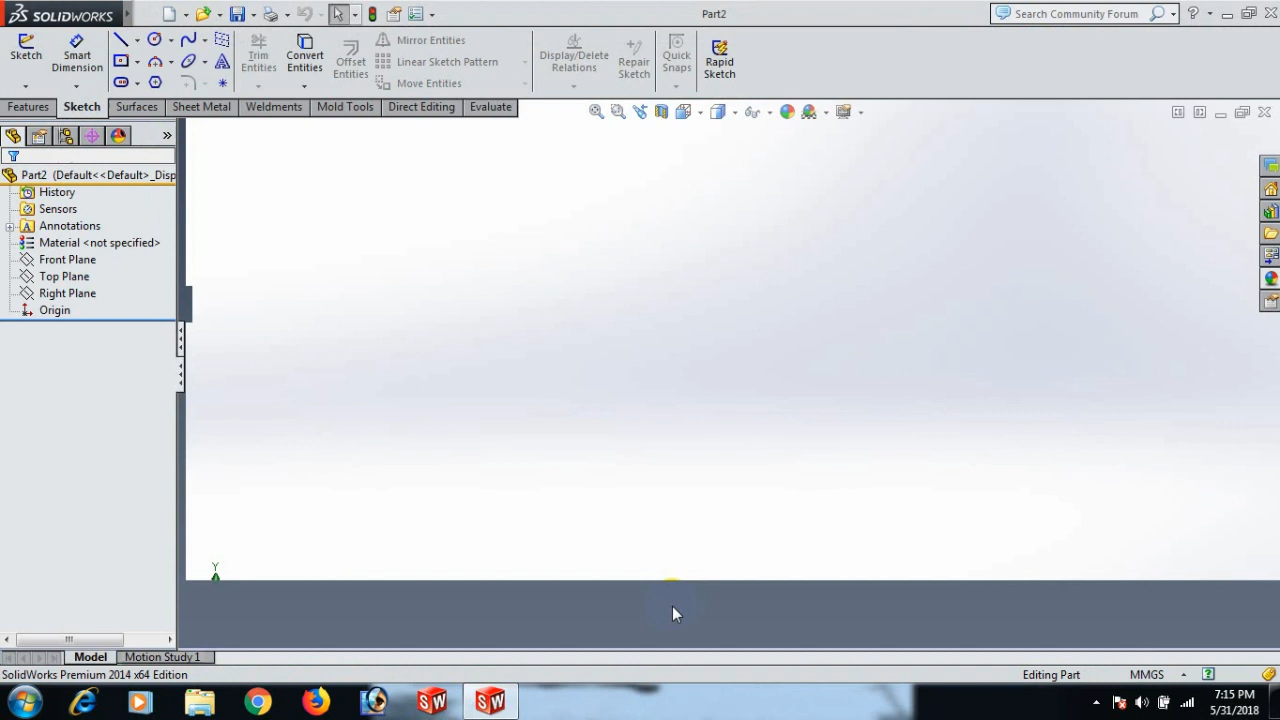 SOLIDWORKS
Part2
Search Community Forum
Sketch
Smart Dimension
Trim Entities
Convert Entities
Offset Entities
Mirror Entities
Linear Sketch Pattern
Move Entities
Display/Delete Relations
Repair Sketch
Quick Snaps
Rapid Sketch
Features
Sketch
Surfaces
Sheet Metal
Weldments
Mold Tools
Direct Editing
Evaluate
Part2 (Default<<Default>_Disp
History
Sensors
Annotations
Material <not specified>
Front Plane
Top Plane
Right Plane
Origin
Y
Model
Motion Study 1
SolidWorks Premium 2014 x64 Edition
Editing Part
MMGS
7:15 PM
5/31/2018